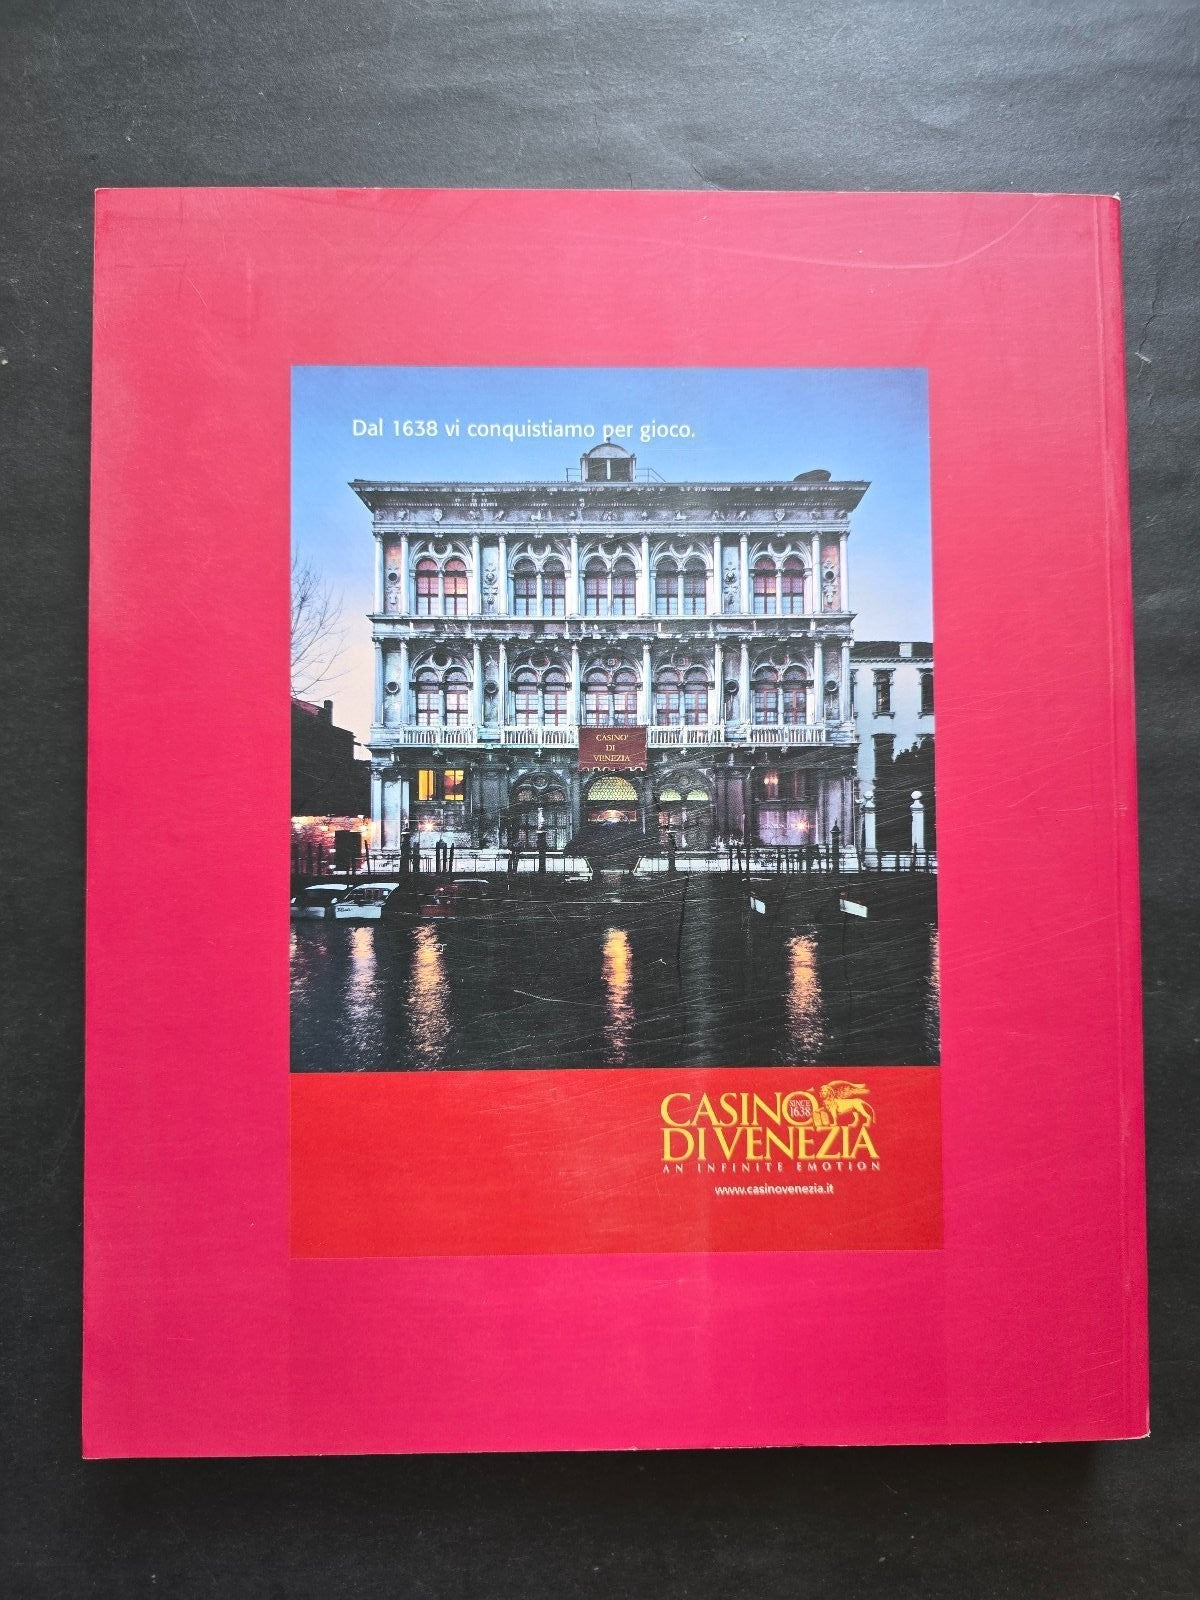 Dal 1638 vi conquistiamo per gioco.
CASINO'
DI
VENEZIA
CASINÒ
SINCE
1638
DI VENEZIA
AN INFINITE EMOTION
www.casinovenezia.it